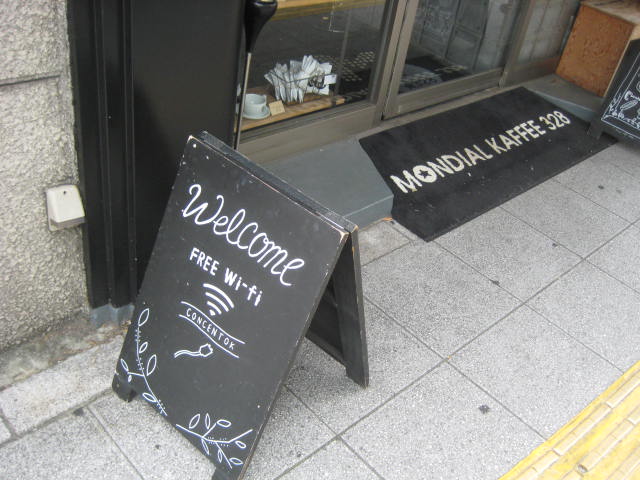 Welcome
FREE Wi-Fi
CONCENT OK
MONDIAL KAFFEE 328